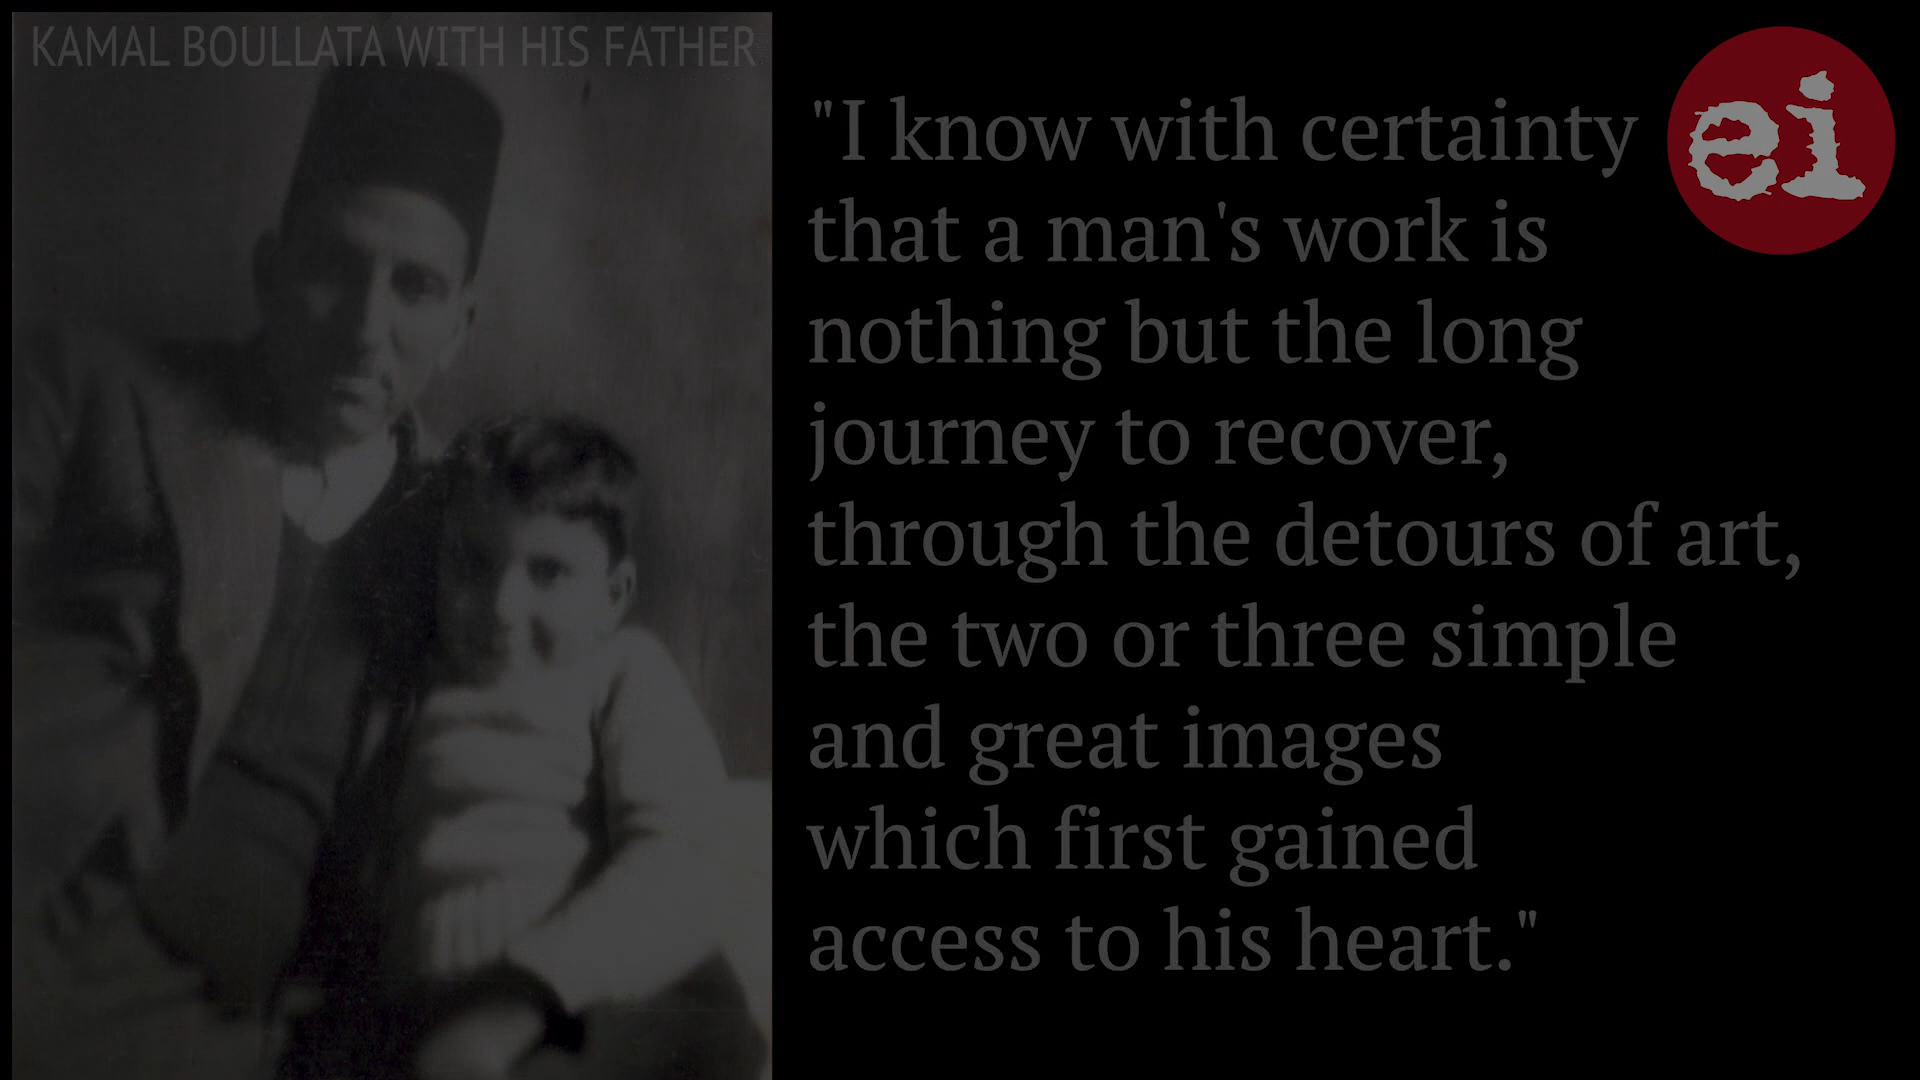 KAMAL BOULLATA WITH HIS FATHER
"I know with certainty
that a man's work is
nothing but the long
journey to recover,
through the detours of art,
the two or three simple
and great images
which first gained
access to his heart."
ei